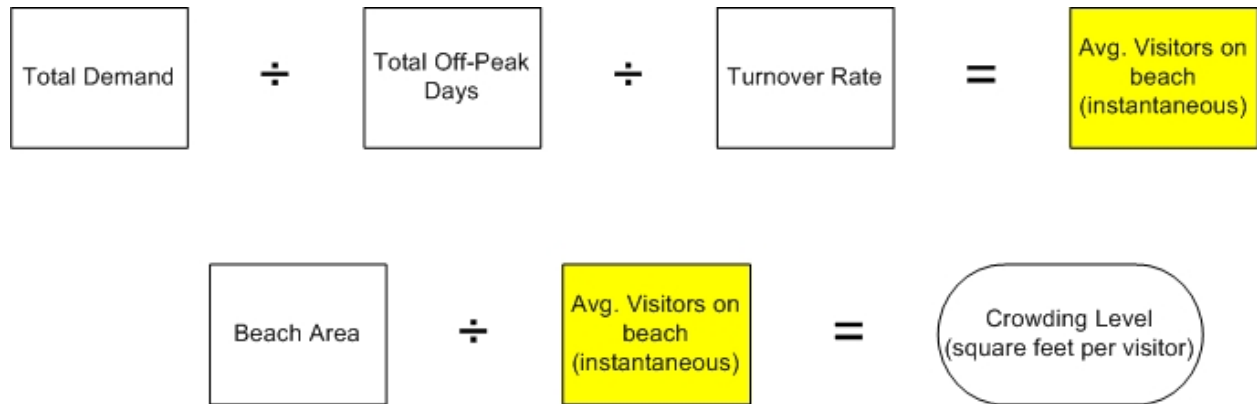 Total Demand
÷
Total Off-Peak
Days
÷
Turnover Rate
=
Avg. Visitors on
beach
(instantaneous)
Beach Area
÷
Avg. Visitors on
beach
(instantaneous)
=
Crowding Level
(square feet per visitor)